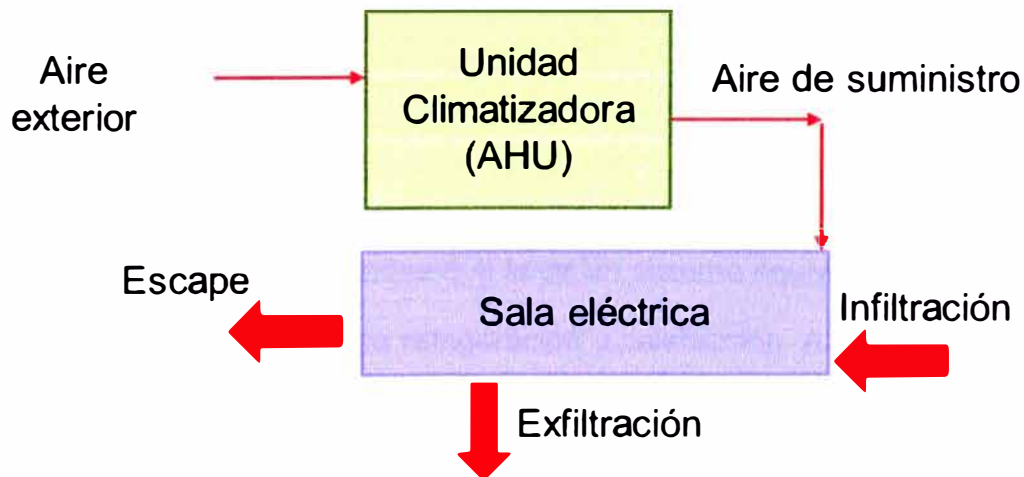 Aire
exterior
Unidad
Climatizadora
(AHU)
Aire de suministro
Escape
Sala eléctrica
Infiltración
Exfiltración